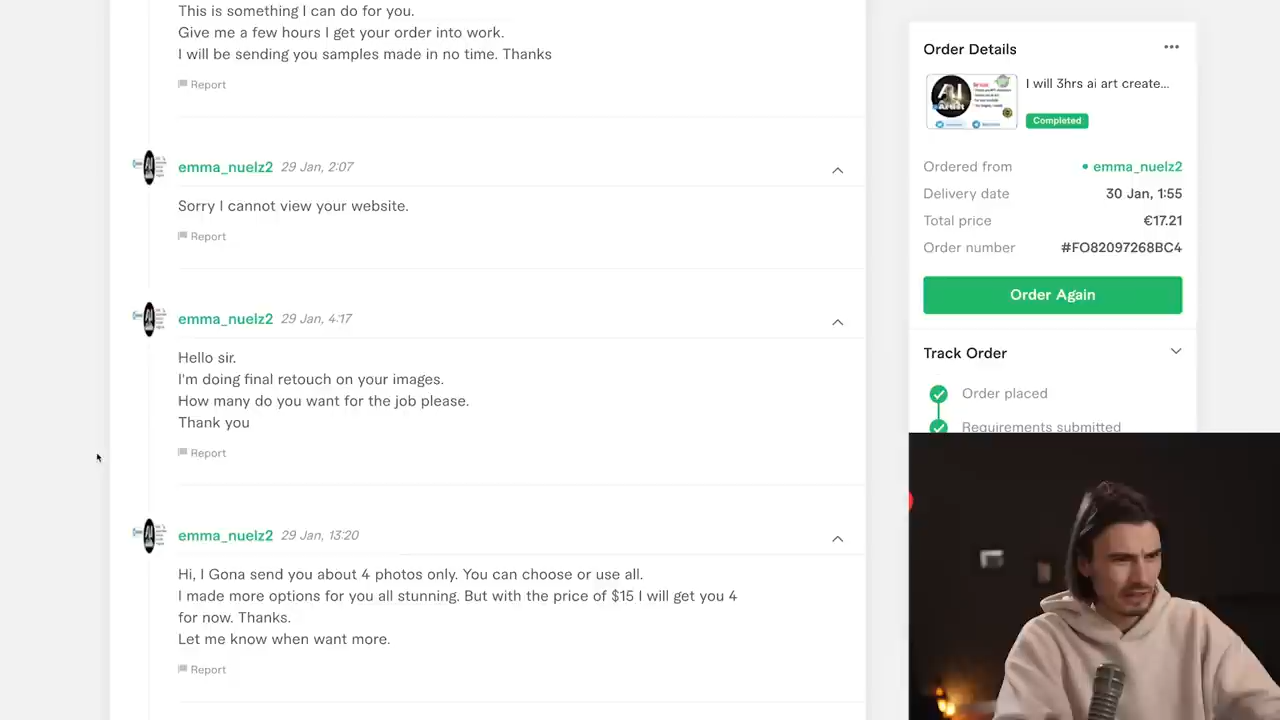 This is something I can do for you.
Give me a few hours I get your order into work.
I will be sending you samples made in no time. Thanks
Report
emma_nuelz2 29 Jan, 2:07
Sorry I cannot view your website.
Report
emma_nuelz2 29 Jan, 4:17
Hello sir.
I'm doing final retouch on your images.
How many do you want for the job please.
Thank you
Report
emma_nuelz2 29 Jan, 13:20
Hi, I Gona send you about 4 photos only. You can choose or use all.
I made more options for you all stunning. But with the price of $15 I will get you 4
for now. Thanks.
Let me know when want more.
Report
Order Details
AI
Artist
I will 3hrs ai art create...
Completed
Ordered from emma_nuelz2
Delivery date 30 Jan, 1:55
Total price €17.21
Order number #FO82097268BC4
Order Again
Track Order
Order placed
Requirements submitted